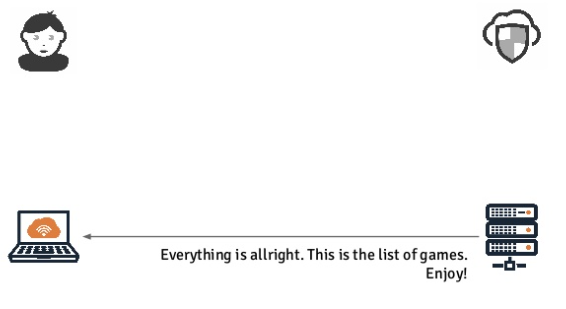 Everything is allright. This is the list of games.
Enjoy!